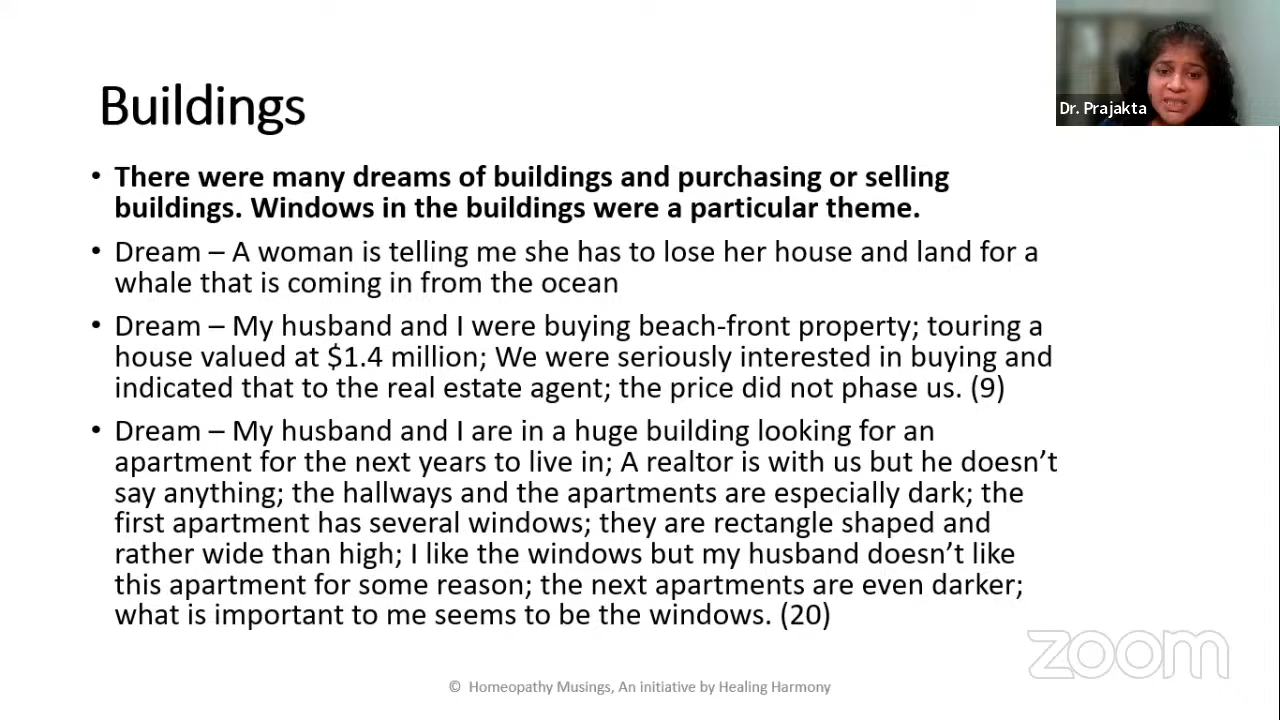 Dr. Prajakta
Buildings
• There were many dreams of buildings and purchasing or selling
buildings. Windows in the buildings were a particular theme.
• Dream – A woman is telling me she has to lose her house and land for a
whale that is coming in from the ocean
• Dream – My husband and I were buying beach-front property; touring a
house valued at $1.4 million; We were seriously interested in buying and
indicated that to the real estate agent; the price did not phase us. (9)
• Dream – My husband and I are in a huge building looking for an
apartment for the next years to live in; A realtor is with us but he doesn’t
say anything; the hallways and the apartments are especially dark; the
first apartment has several windows; they are rectangle shaped and
rather wide than high; I like the windows but my husband doesn’t like
this apartment for some reason; the next apartments are even darker;
what is important to me seems to be the windows. (20)
zoom
© Homeopathy Musings, An initiative by Healing Harmony